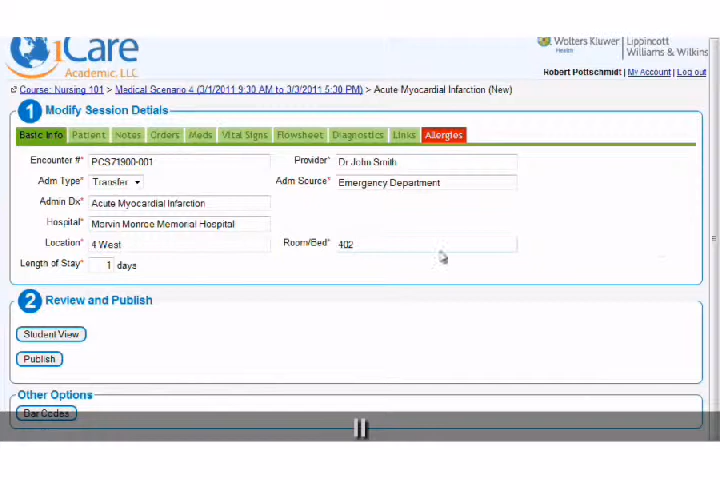 iCare
Academic, LLC
Wolters Kluwer | Lippincott
Health Williams & Wilkins
Robert Pottschmidt | My Account | Log out
Course: Nursing 101 > Medical Scenario 4 (3/1/2011 9:30 AM to 3/3/2011 5:30 PM) > Acute Myocardial Infarction (New)
1 Modify Session Detials
Basic Info Patient Notes Orders Meds Vital Signs Flowsheet Diagnostics Links Allergies
Encounter #* PCS71900-001 Provider* Dr John Smith
Adm Type* Transfer Adm Source* Emergency Department
Admin Dx* Acute Myocardial Infarction
Hospital* Marvin Monroe Memorial Hospital
Location* 4 West Room/Bed* 402
Length of Stay* 1 days
2 Review and Publish
Student View
Publish
Other Options
Bar Codes